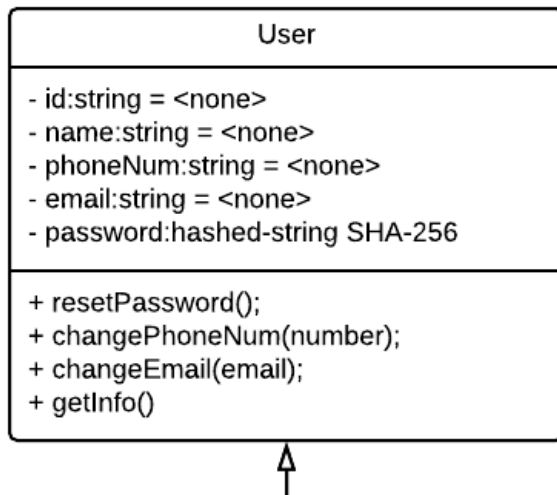 User
- id:string = <none>
- name:string = <none>
- phoneNum:string = <none>
- email:string = <none>
- password:hashed-string SHA-256
+ resetPassword();
+ changePhoneNum(number);
+ changeEmail(email);
+ getInfo()